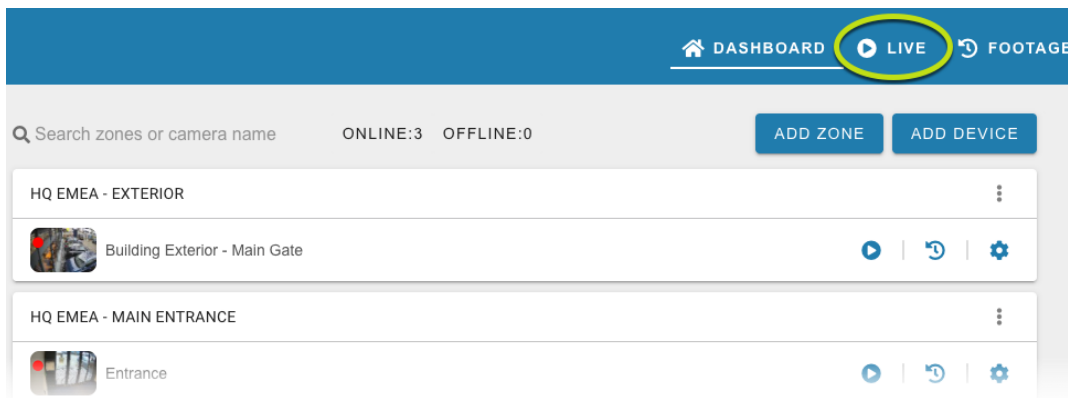 DASHBOARD LIVE FOOTAGE
Search zones or camera name ONLINE:3 OFFLINE:0 ADD ZONE ADD DEVICE
HQ EMEA - EXTERIOR
Building Exterior - Main Gate
HQ EMEA - MAIN ENTRANCE
Entrance